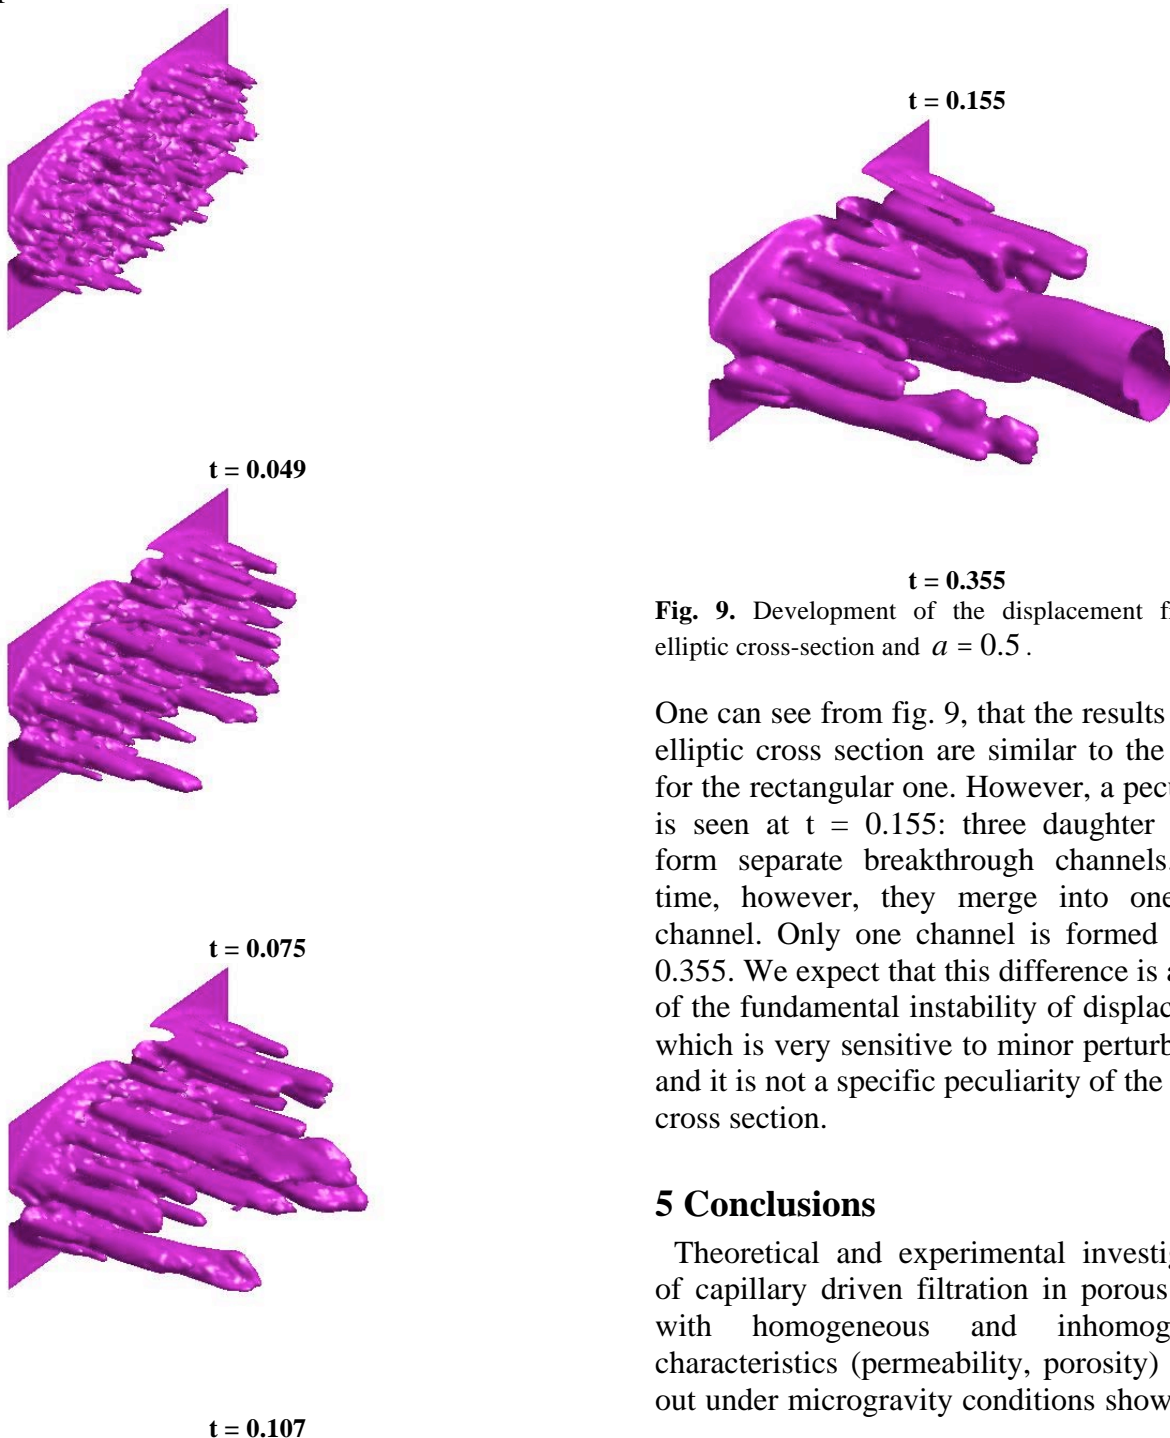 t = 0.049
t = 0.075
t = 0.107
t = 0.155
t = 0.355
Fig. 9. Development of the displacement
elliptic cross-section and a = 0.5 .
One can see from fig. 9, that the results
elliptic cross section are similar to the
for the rectangular one. However, a
is seen at t = 0.155: three daughter
form separate breakthrough channels.
time, however, they merge into one
channel. Only one channel is formed
0.355. We expect that this difference is
of the fundamental instability of
which is very sensitive to minor
and it is not a specific peculiarity of the
cross section.
5 Conclusions
Theoretical and experimental
of capillary driven filtration in porous
with homogeneous and
characteristics (permeability, porosity)
out under microgravity conditions show